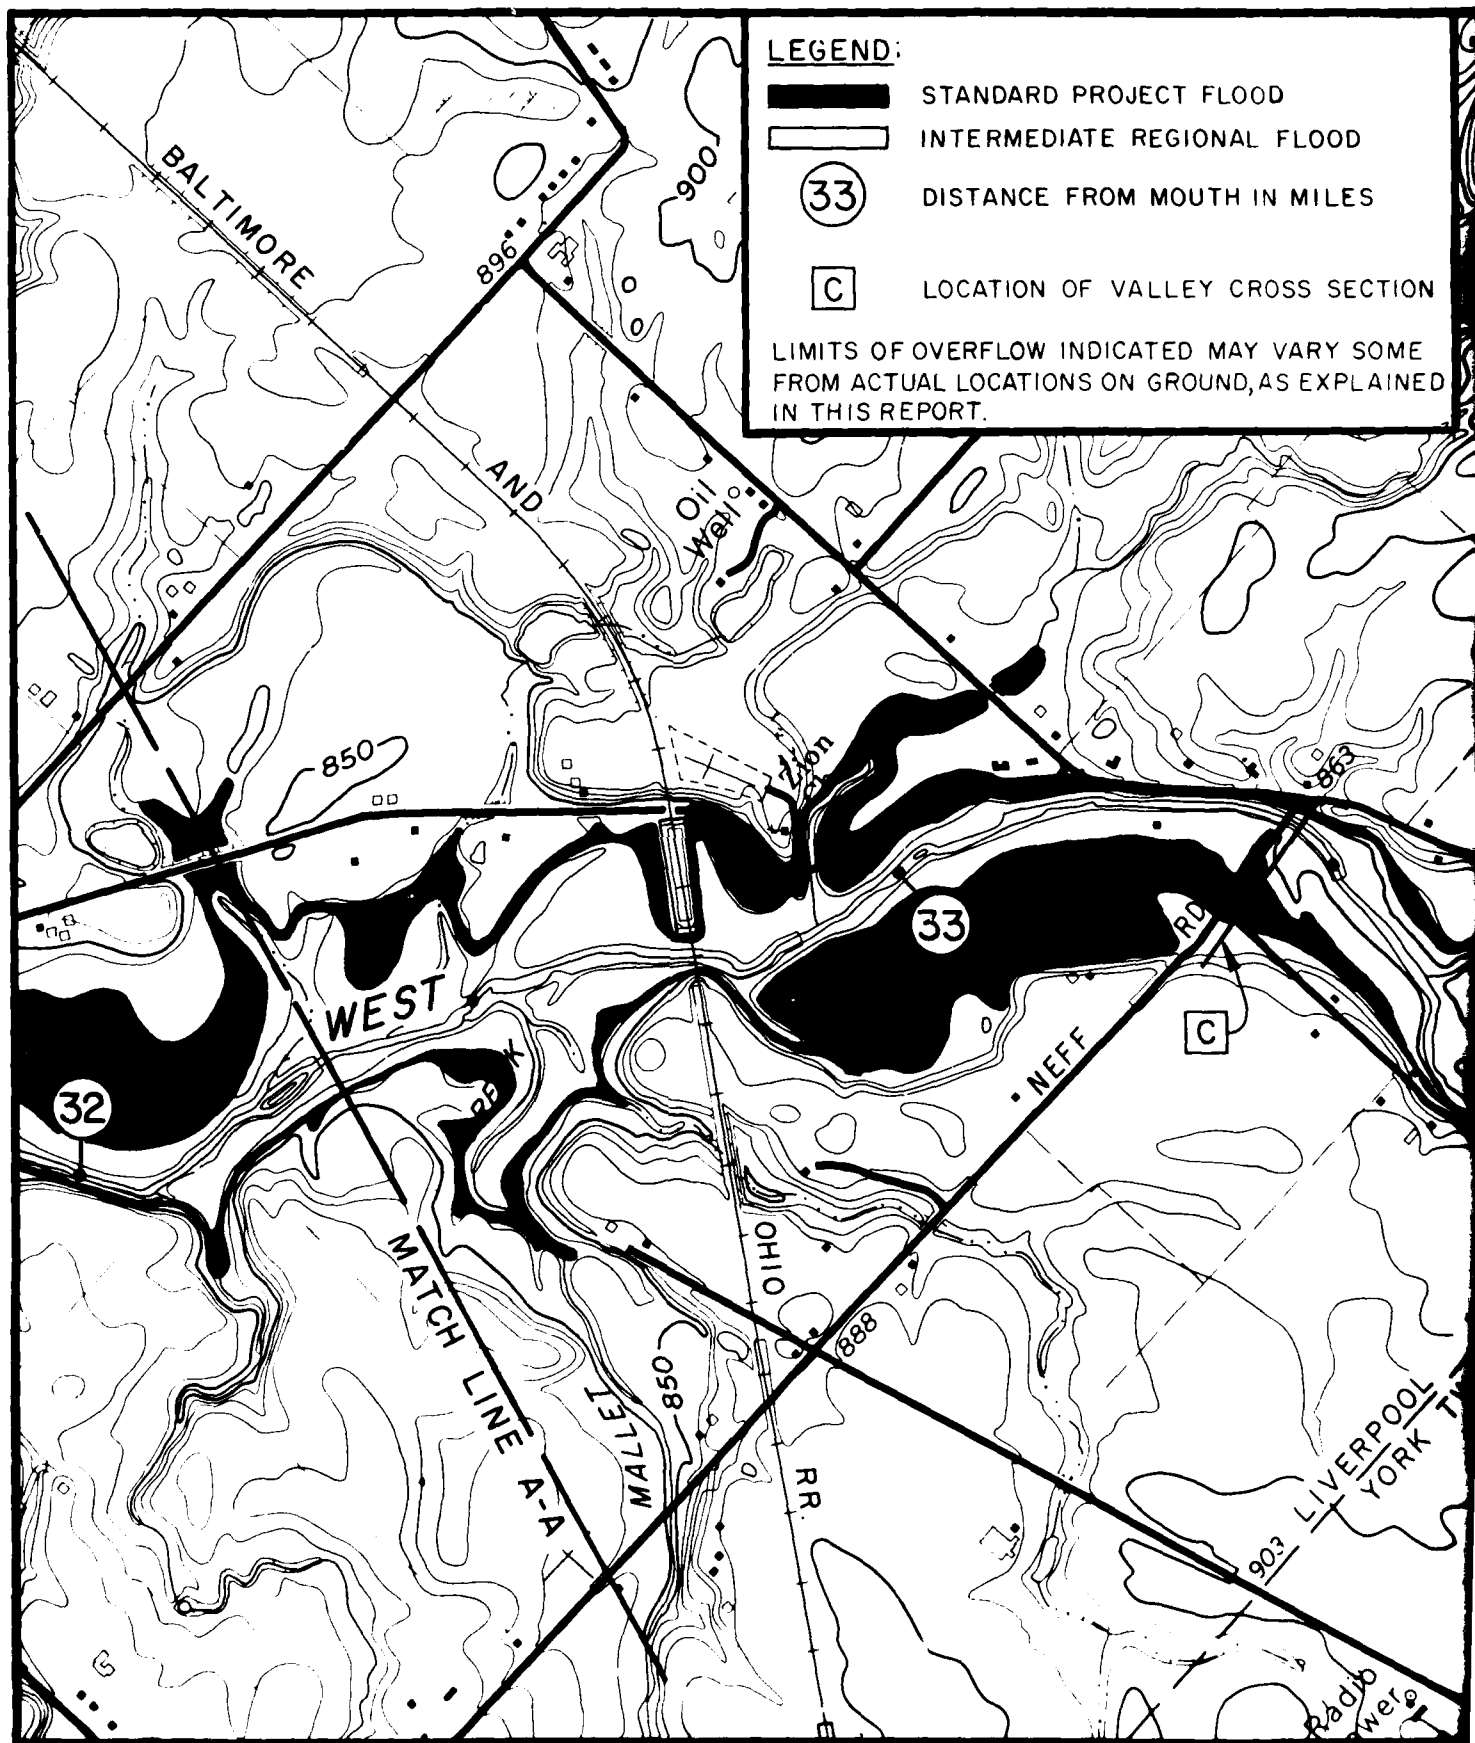 LEGEND:
STANDARD PROJECT FLOOD
INTERMEDIATE REGIONAL FLOOD
33 DISTANCE FROM MOUTH IN MILES
C LOCATION OF VALLEY CROSS SECTION
LIMITS OF OVERFLOW INDICATED MAY VARY SOME
FROM ACTUAL LOCATIONS ON GROUND, AS EXPLAINED
IN THIS REPORT.
BALTIMORE
900
896
AND
Oil
Well
850
Zion
863
33
RD
WEST
C
NEFF
32
OHIO
MATCH LINE A-A
888
850
MALLET
LIVERPOOL
YORK
RR.
903
Radio